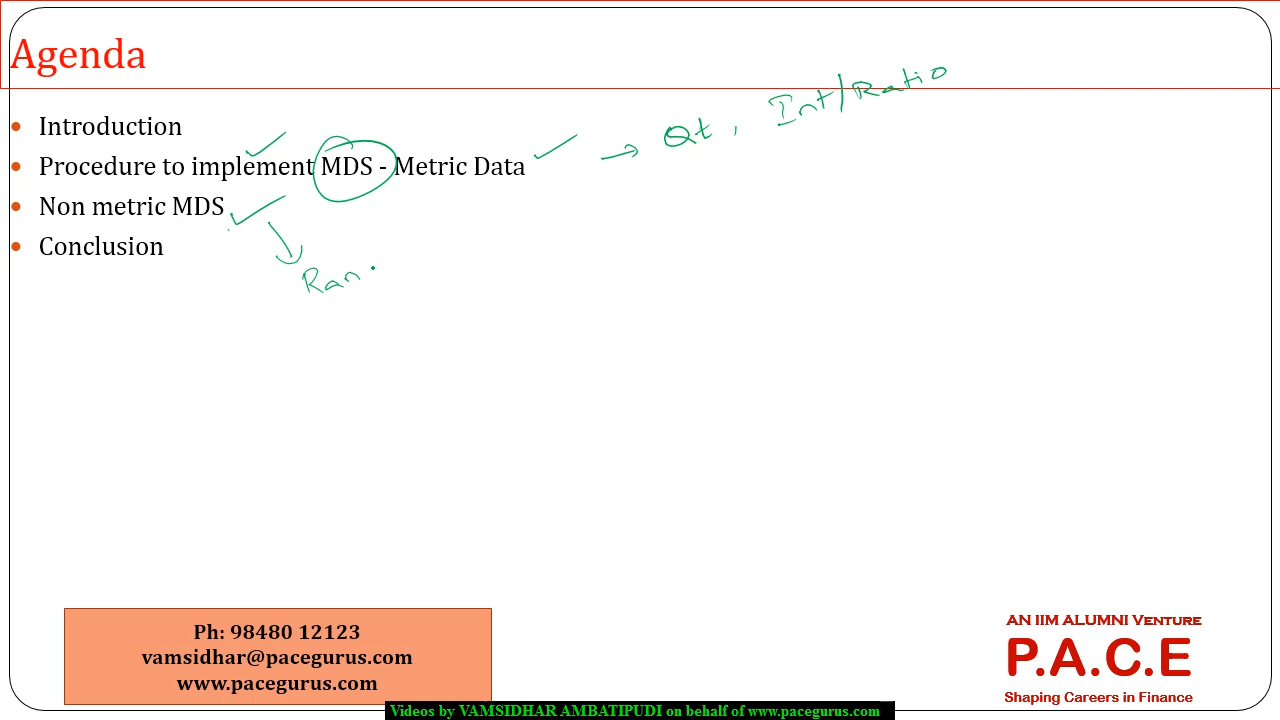 Agenda
• Introduction
• Procedure to implement MDS - Metric Data → Qt, Int/Ratio
• Non metric MDS
• Conclusion
Ran
Ph: 98480 12123
vamsidhar@pacegurus.com
www.pacegurus.com
AN IIM ALUMNI VENTURE
P.A.C.E
Shaping Careers in Finance
Videos by VAMSIDHAR AMBATIPUDI on behalf of www.pacegurus.com